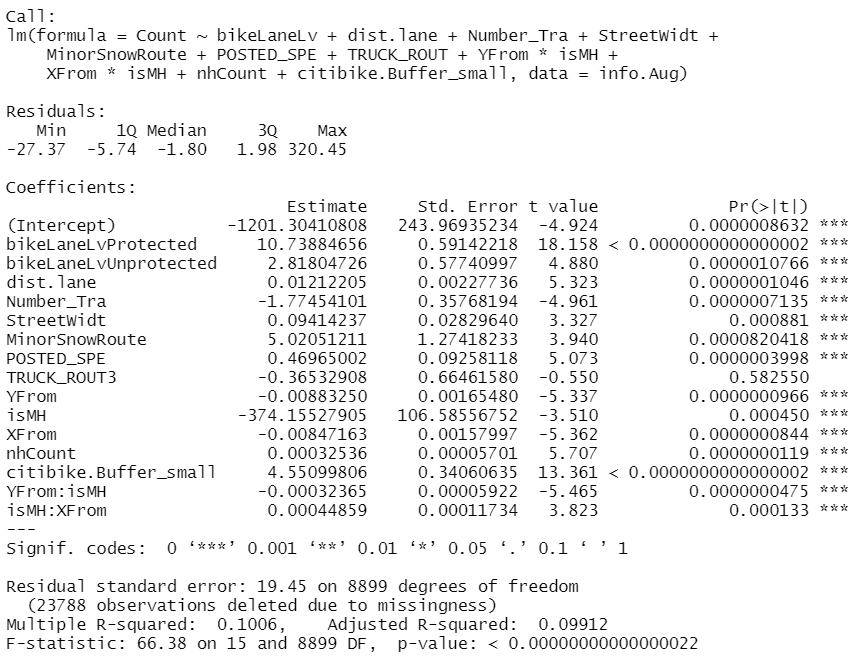 Call:
lm(formula = Count ~ bikeLaneLv + dist.lane + Number_Tra + StreetWidt +
    MinorSnowRoute + POSTED_SPE + TRUCK_ROUT + YFrom * isMH +
    XFrom * isMH + nhCount + citibike.Buffer_small, data = info.Aug)
Residuals:
   Min     1Q Median     3Q    Max
-27.37  -5.74  -1.80   1.98 320.45
Coefficients:
                            Estimate     Std. Error t value             Pr(>|t|)
(Intercept)           -1201.30410808   243.96935234  -4.924         0.0000008632 ***
bikeLaneLvProtected      10.73884656     0.59142218  18.158 < 0.0000000000000002 ***
bikeLaneLvUnprotected     2.81804726     0.57740997   4.880         0.0000010766 ***
dist.lane                 0.01212205     0.00227736   5.323         0.0000001046 ***
Number_Tra               -1.77454101     0.35768194  -4.961         0.0000007135 ***
StreetWidt                0.09414237     0.02829640   3.327             0.000881 ***
MinorSnowRoute            5.02051211     1.27418233   3.940         0.0000820418 ***
POSTED_SPE                0.46965002     0.09258118   5.073         0.0000003998 ***
TRUCK_ROUT3              -0.36532908     0.66461580  -0.550             0.582550
YFrom                    -0.00883250     0.00165480  -5.337         0.0000000966 ***
isMH                   -374.15527905   106.58556752  -3.510             0.000450 ***
XFrom                    -0.00847163     0.00157997  -5.362         0.0000000844 ***
nhCount                   0.00032536     0.00005701   5.707         0.0000000119 ***
citibike.Buffer_small     4.55099806     0.34060635  13.361 < 0.0000000000000002 ***
YFrom:isMH               -0.00032365     0.00005922  -5.465         0.0000000475 ***
isMH:XFrom                0.00044859     0.00011734   3.823             0.000133 ***
---
Signif. codes:  0 ‘***’ 0.001 ‘**’ 0.01 ‘*’ 0.05 ‘.’ 0.1 ‘ ’ 1
Residual standard error: 19.45 on 8899 degrees of freedom
  (23788 observations deleted due to missingness)
Multiple R-squared:  0.1006,    Adjusted R-squared:  0.09912
F-statistic: 66.38 on 15 and 8899 DF,  p-value: < 0.00000000000000022